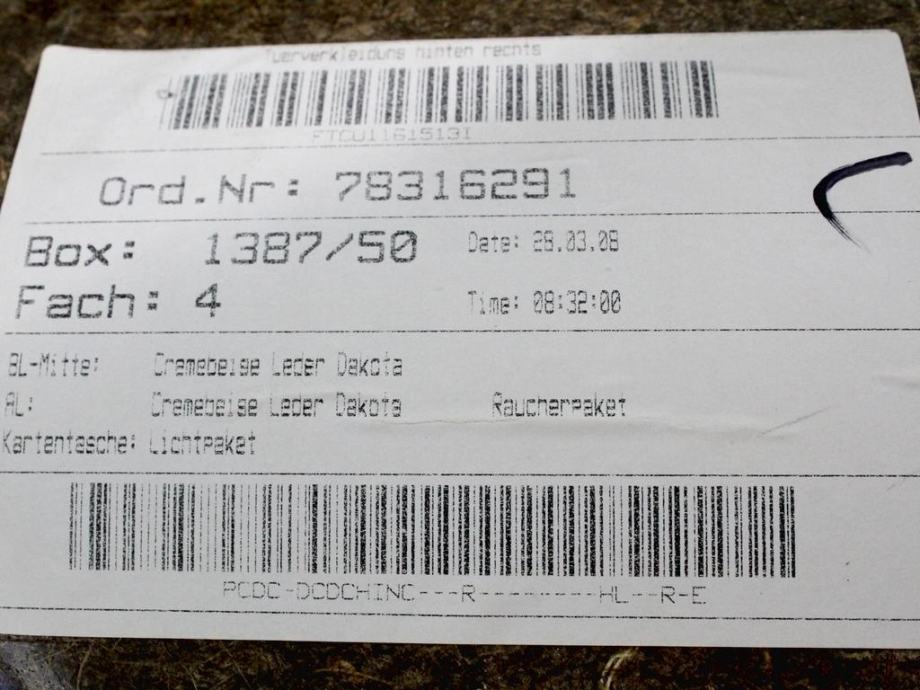 Tuerverkleidung hinten rechts
FTCU1161513I
Ord.Nr: 78316291
Box: 1387/50 Date: 28.03.08
Fach: 4 Time: 08:32:00
BL-Mitte: Cremebeige Leder Dakota
AL: Cremebeige Leder Dakota Raucherpaket
Kartentasche: Lichtpaket
PCDC-DCDCHINC---R--------HL--R-E